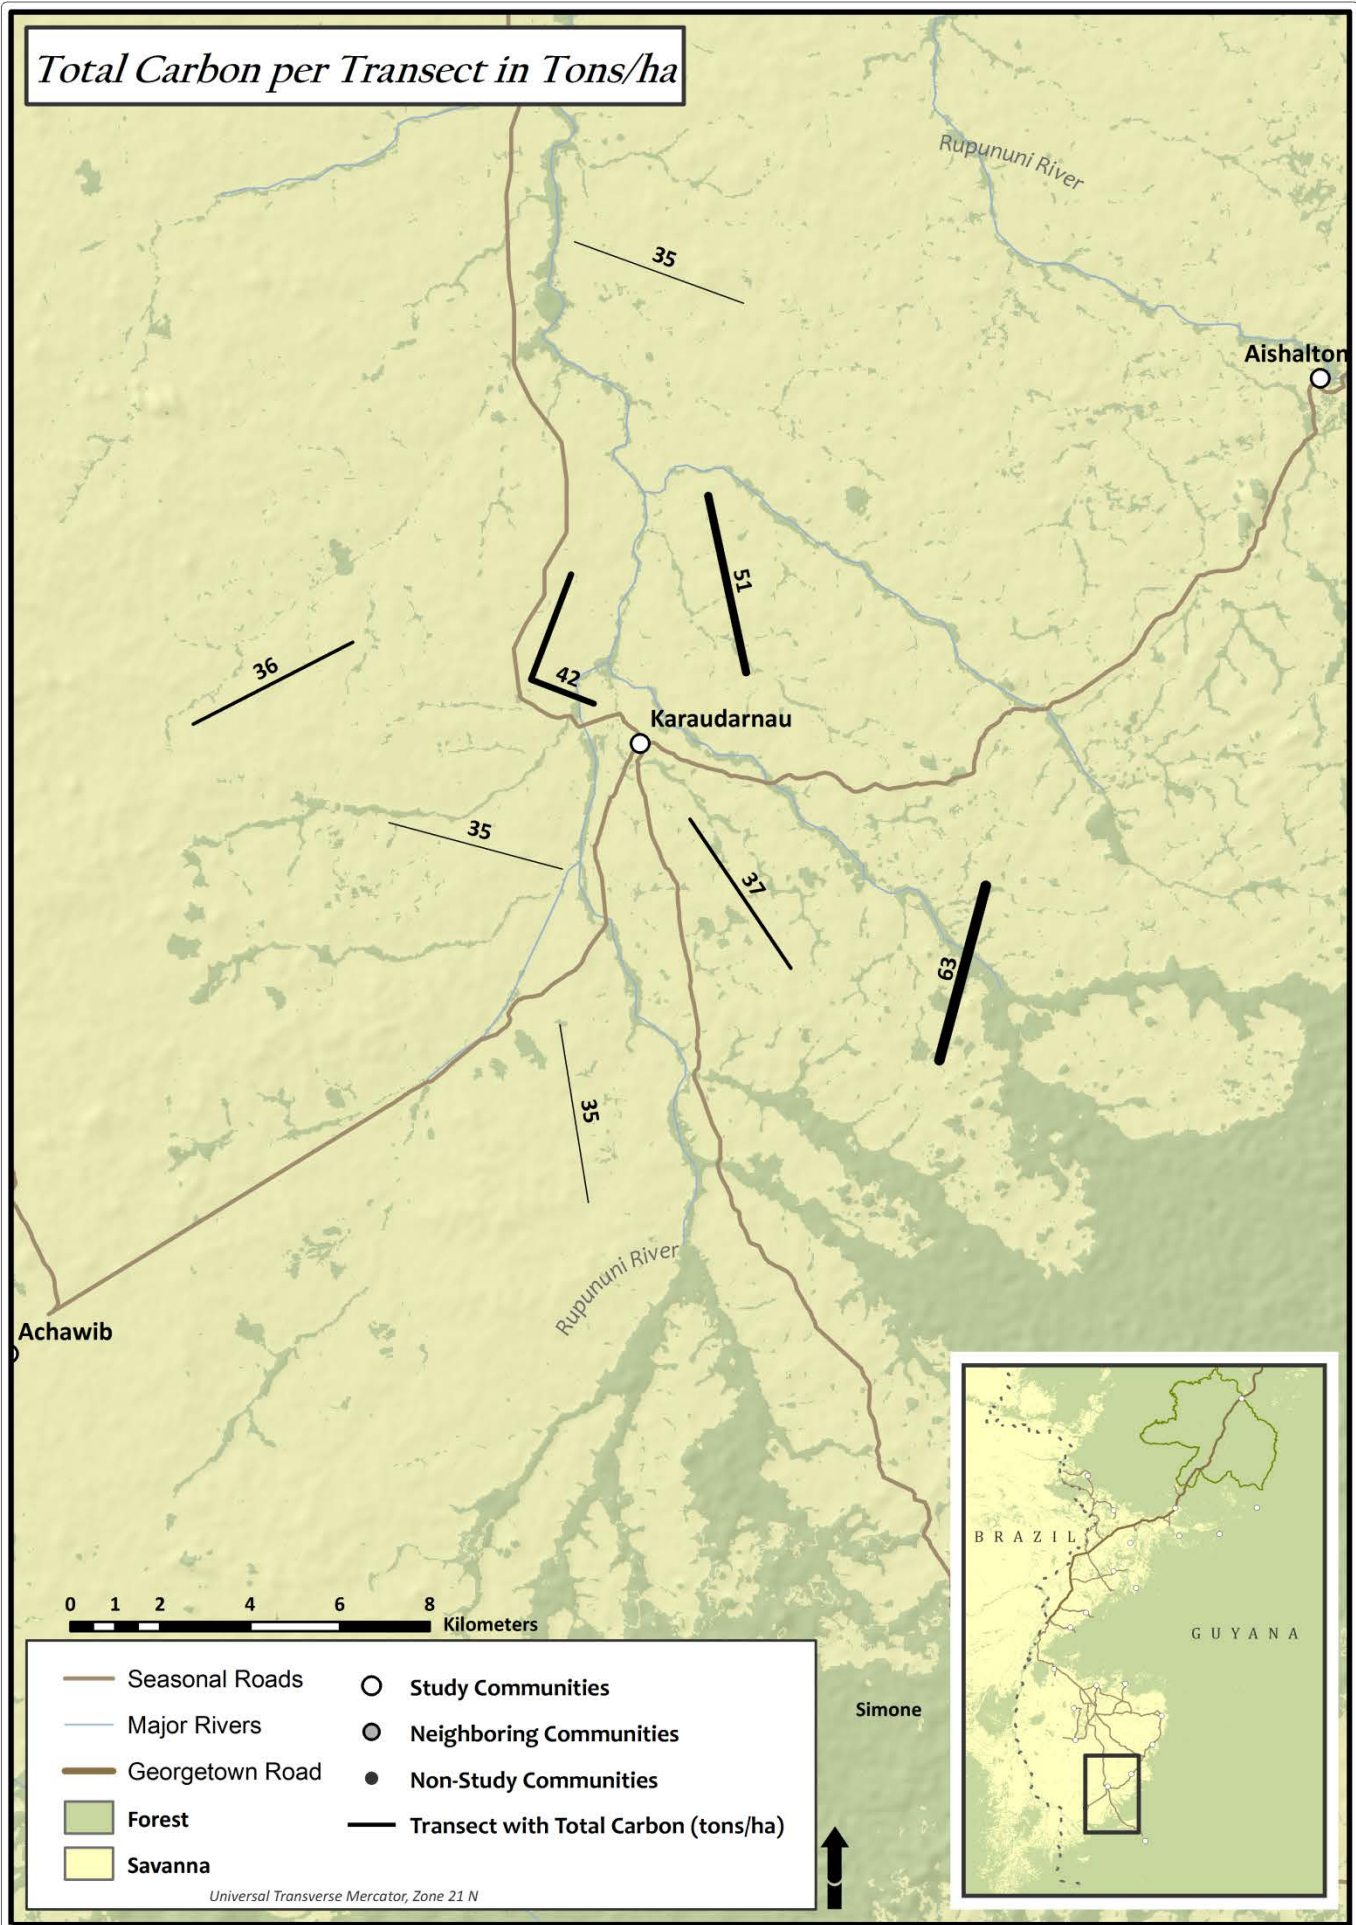 Total Carbon per Transect in Tons/ha
Rupununi River
35
Aishalton
51
36
42
Karaudarnau
35
37
63
35
Rupununi River
Achawib
BRAZIL
GUYANA
0 1 2 4 6 8
Kilometers
Seasonal Roads
Major Rivers
Georgetown Road
Forest
Savanna
Study Communities
Neighboring Communities
Non-Study Communities
Transect with Total Carbon (tons/ha)
Universal Transverse Mercator, Zone 21 N
Simone